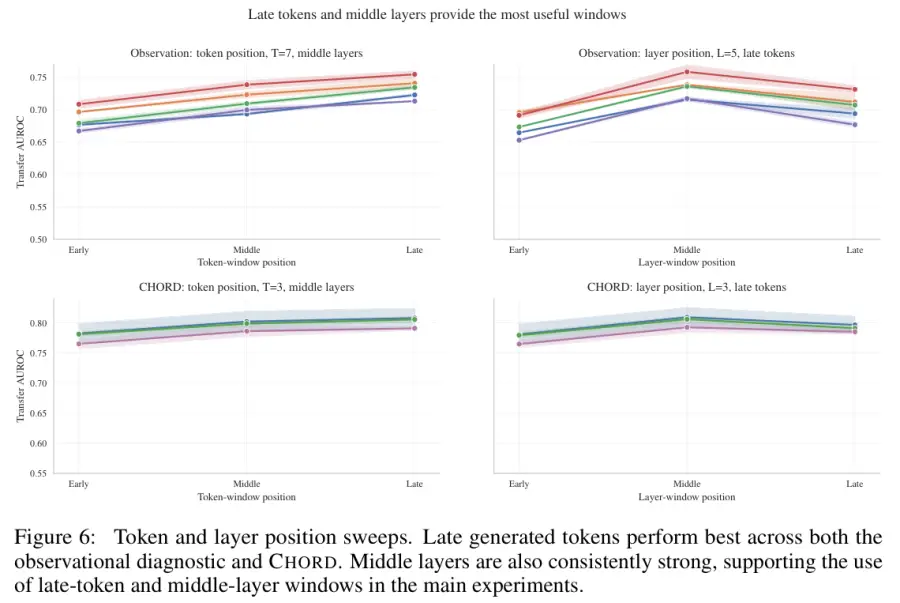 Late tokens and middle layers provide the most useful windows
Observation: token position, T=7, middle layers
0.75
0.70
0.65
0.60
0.55
0.50
Transfer AUROC
Early Middle Late
Token-window position
Observation: layer position, L=5, late tokens
Early Middle Late
Layer-window position
CHORD: token position, T=3, middle layers
0.80
0.75
0.70
0.65
0.60
0.55
Transfer AUROC
Early Middle Late
Token-window position
CHORD: layer position, L=3, late tokens
Early Middle Late
Layer-window position
Figure 6: Token and layer position sweeps. Late generated tokens perform best across both the
observational diagnostic and CHORD. Middle layers are also consistently strong, supporting the use
of late-token and middle-layer windows in the main experiments.